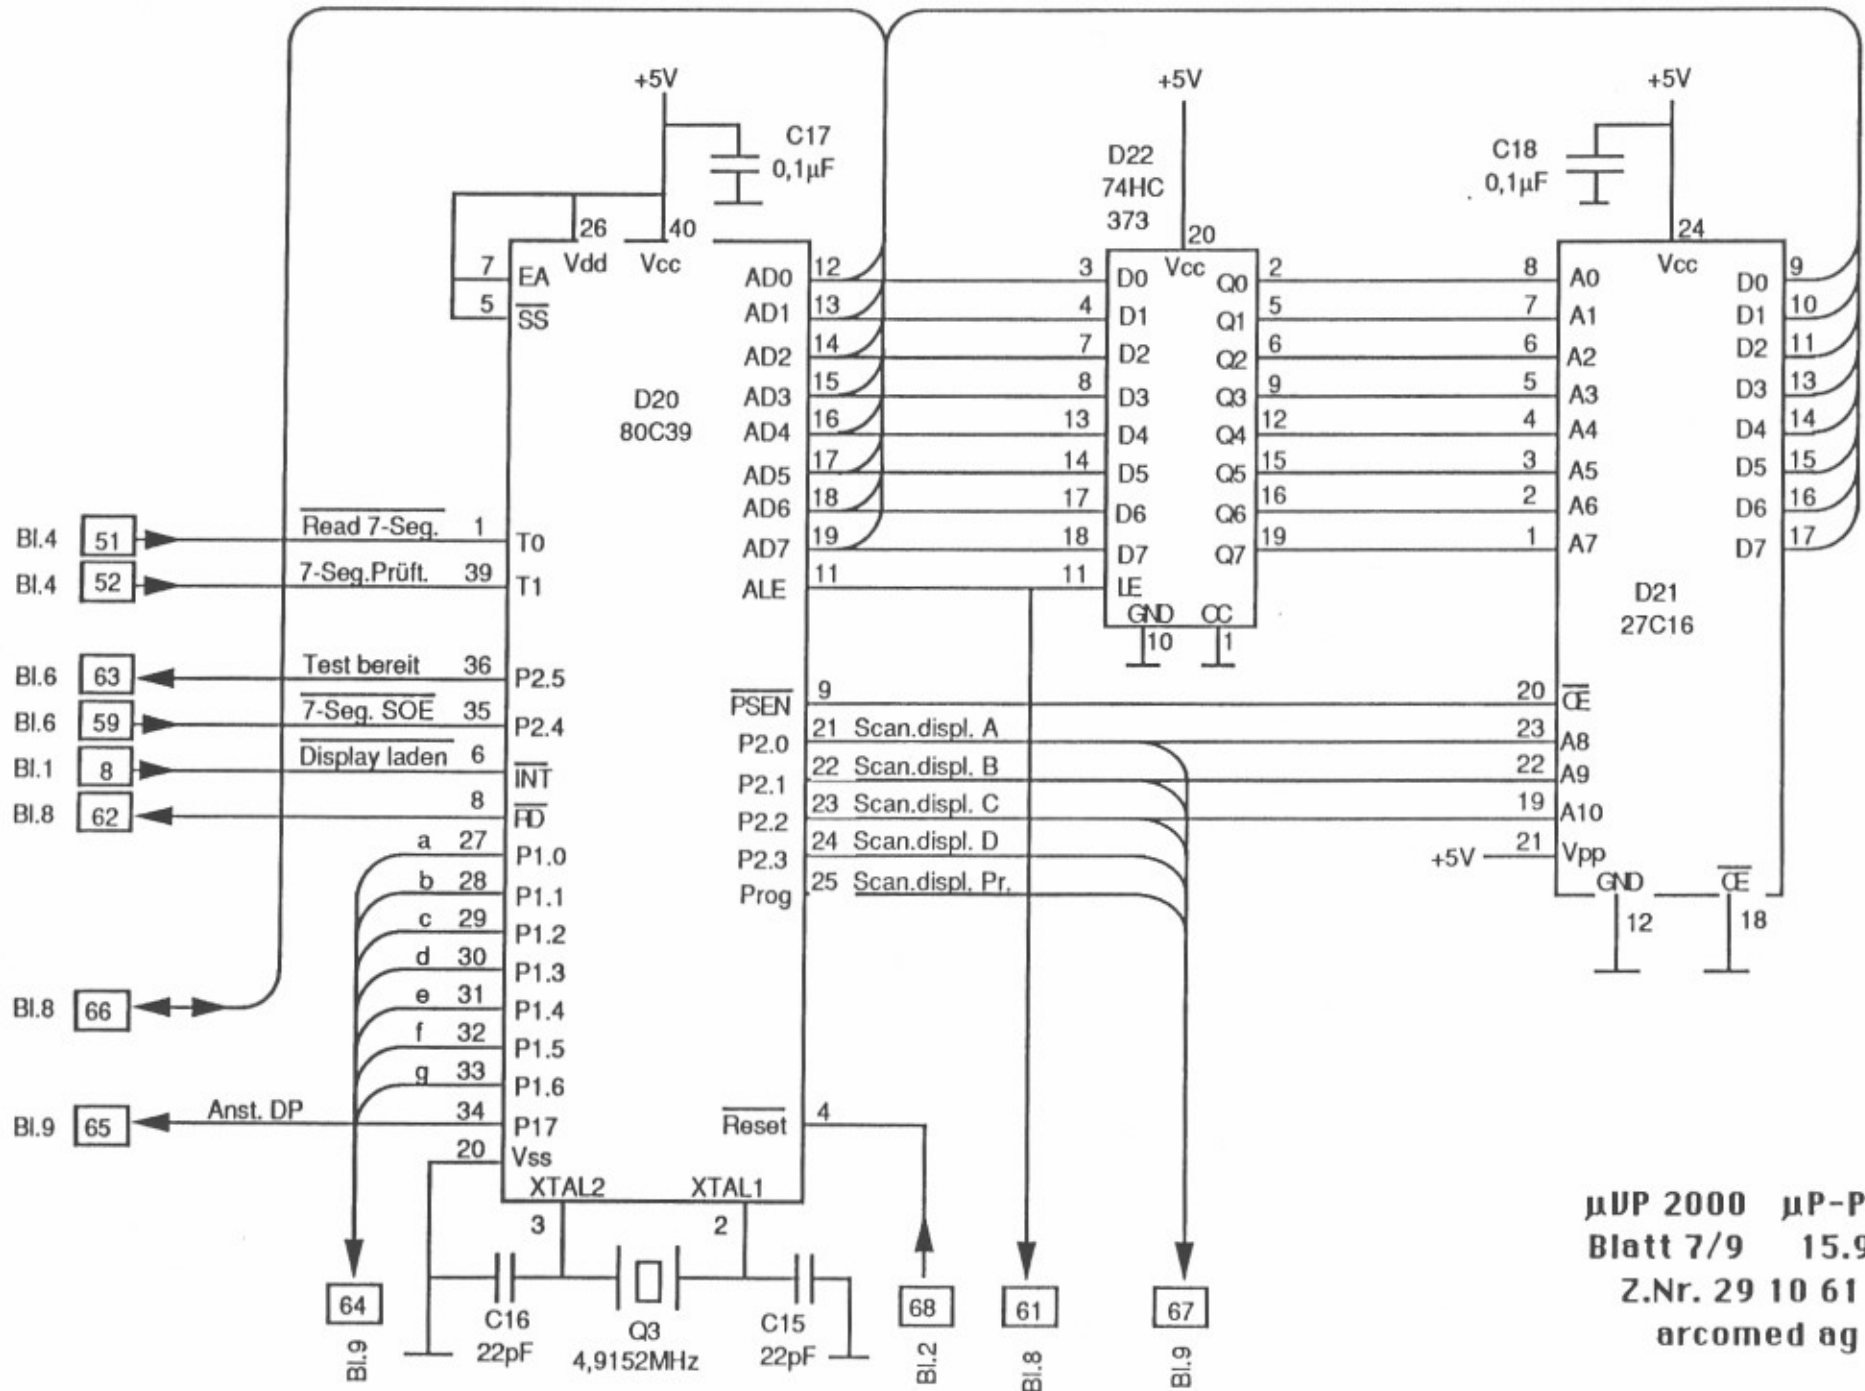 +5V
+5V
+5V
C17
0,1µF
D22
74HC
373
C18
0,1µF
26
40
20
24
Vdd
Vcc
Vcc
Vcc
7
EA
5
SS
D20
80C39
AD0
12
AD1
13
AD2
14
AD3
15
AD4
16
AD5
17
AD6
18
AD7
19
ALE
11
3
D0
4
D1
7
D2
8
D3
13
D4
14
D5
17
D6
18
D7
11
LE
Q0
2
Q1
5
Q2
6
Q3
9
Q4
12
Q5
15
Q6
16
Q7
19
GND
OC
10
1
8
A0
7
A1
6
A2
5
A3
4
A4
3
A5
2
A6
1
A7
D0
9
D1
10
D2
11
D3
13
D4
14
D5
15
D6
16
D7
17
D21
27C16
Bl.4
51
Read 7-Seg.
1
T0
Bl.4
52
7-Seg.Prüft.
39
T1
Bl.6
63
Test bereit
36
P2.5
Bl.6
59
7-Seg. SOE
35
P2.4
Bl.1
8
Display laden
6
INT
Bl.8
62
8
RD
a
27
P1.0
b
28
P1.1
c
29
P1.2
d
30
P1.3
e
31
P1.4
f
32
P1.5
g
33
P1.6
Bl.8
66
Bl.9
65
Anst. DP
34
P17
20
Vss
PSEN
9
20
OE
P2.0
21
Scan.displ. A
23
A8
P2.1
22
Scan.displ. B
22
A9
P2.2
23
Scan.displ. C
19
A10
P2.3
24
Scan.displ. D
+5V
21
Vpp
Prog
25
Scan.displ. Pr.
GND
CE
12
18
Reset
4
XTAL2
XTAL1
3
2
64
Bl.9
C16
22pF
Q3
4,9152MHz
C15
22pF
68
Bl.2
61
Bl.8
67
Bl.9
µVP 2000 µP-P
Blatt 7/9 15.9
Z.Nr. 29 10 61
arcomed ag